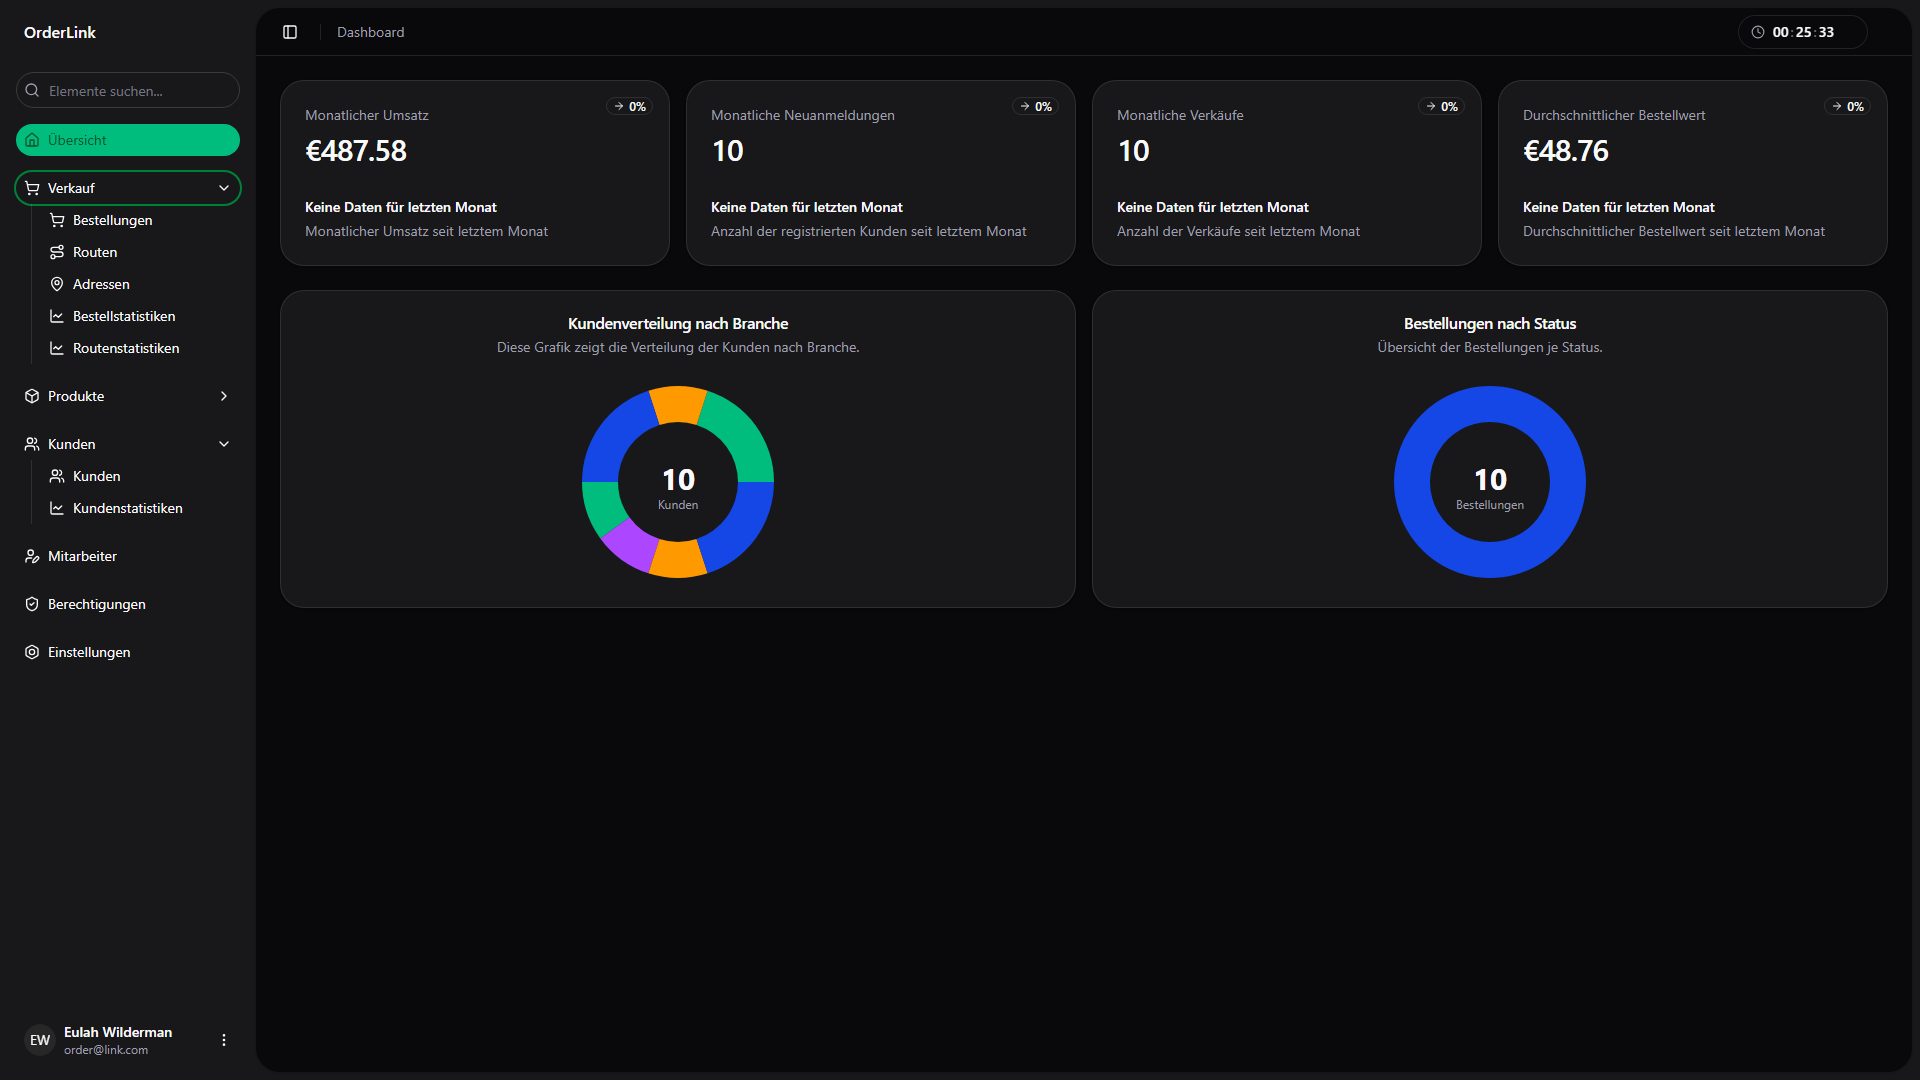 OrderLink
Elemente suchen...
Übersicht
Verkauf
Bestellungen
Routen
Adressen
Bestellstatistiken
Routenstatistiken
Produkte
Kunden
Kunden
Kundenstatistiken
Mitarbeiter
Berechtigungen
Einstellungen
EW
Eulah Wilderman
order@link.com
Dashboard
00:25:33
Monatlicher Umsatz
0%
€487.58
Keine Daten für letzten Monat
Monatlicher Umsatz seit letztem Monat
Monatliche Neuanmeldungen
0%
10
Keine Daten für letzten Monat
Anzahl der registrierten Kunden seit letztem Monat
Monatliche Verkäufe
0%
10
Keine Daten für letzten Monat
Anzahl der Verkäufe seit letztem Monat
Durchschnittlicher Bestellwert
0%
€48.76
Keine Daten für letzten Monat
Durchschnittlicher Bestellwert seit letztem Monat
Kundenverteilung nach Branche
Diese Grafik zeigt die Verteilung der Kunden nach Branche.
10
Kunden
Bestellungen nach Status
Übersicht der Bestellungen je Status.
10
Bestellungen